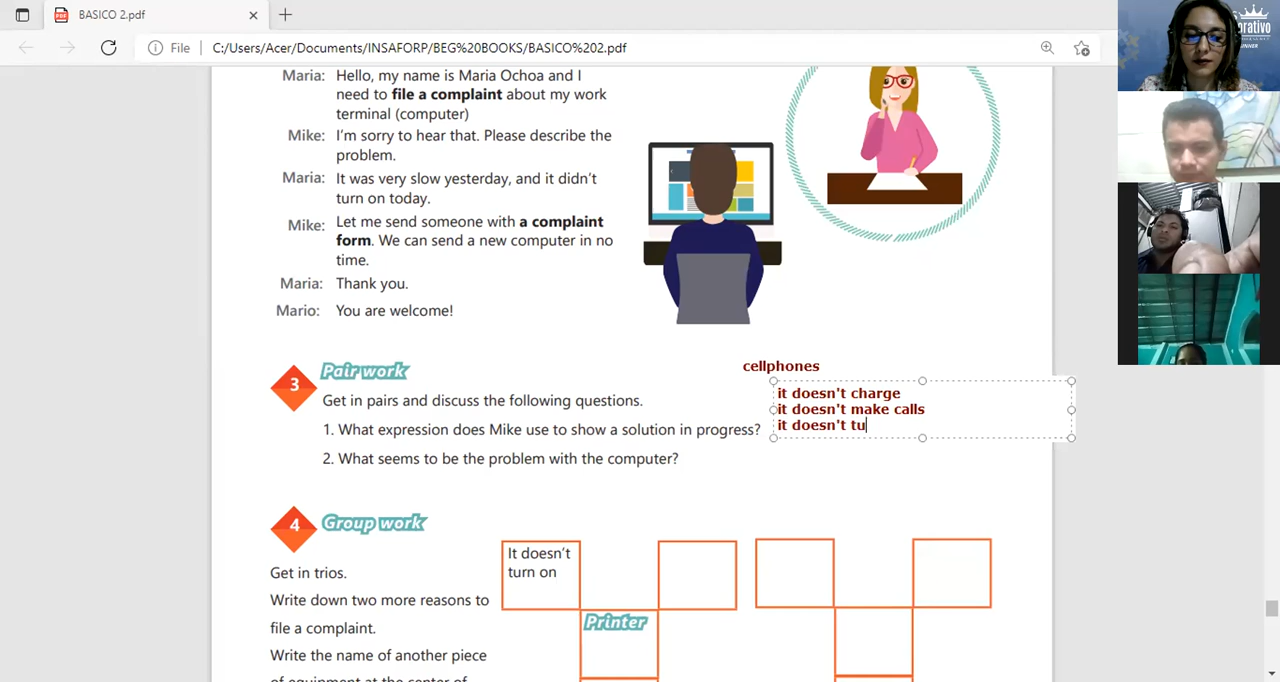 BASICO 2.pdf
File
C:/Users/Acer/Documents/INSAFORP/BEG%20BOOKS/BASICO%202.pdf
Maria: Hello, my name is Maria Ochoa and I
need to file a complaint about my work
terminal (computer)
Mike: I'm sorry to hear that. Please describe the
problem.
Maria: It was very slow yesterday, and it didn't
turn on today.
Mike: Let me send someone with a complaint
form. We can send a new computer in no
time.
Maria: Thank you.
Mario: You are welcome!
3 Pair work
Get in pairs and discuss the following questions.
1. What expression does Mike use to show a solution in progress?
2. What seems to be the problem with the computer?
cellphones
it doesn't charge
it doesn't make calls
it doesn't tu
4 Group work
Get in trios.
Write down two more reasons to
file a complaint.
Write the name of another piece
of equipment at the center of
It doesn't
turn on
Printer